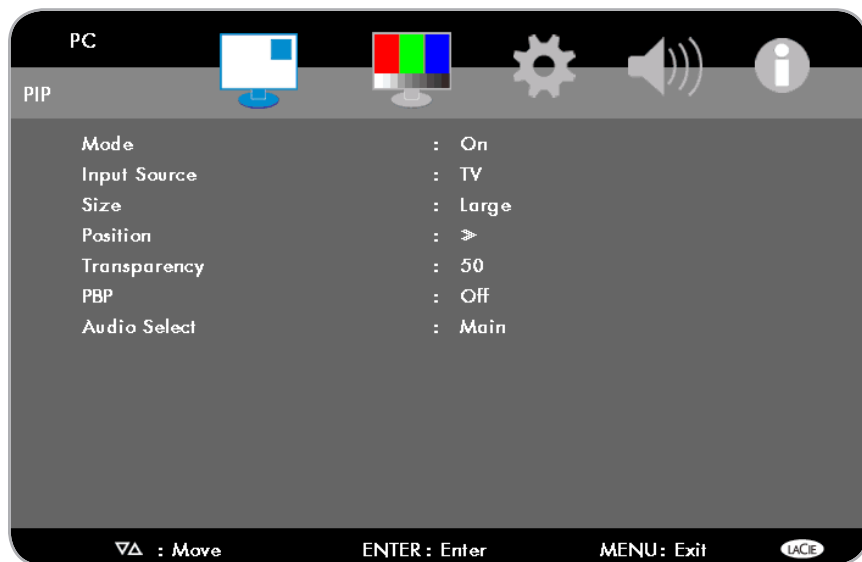 PC
PIP
Mode : On
Input Source : TV
Size : Large
Position : ≫
Transparency : 50
PBP : Off
Audio Select : Main
▽△ : Move ENTER : Enter MENU : Exit LACIE